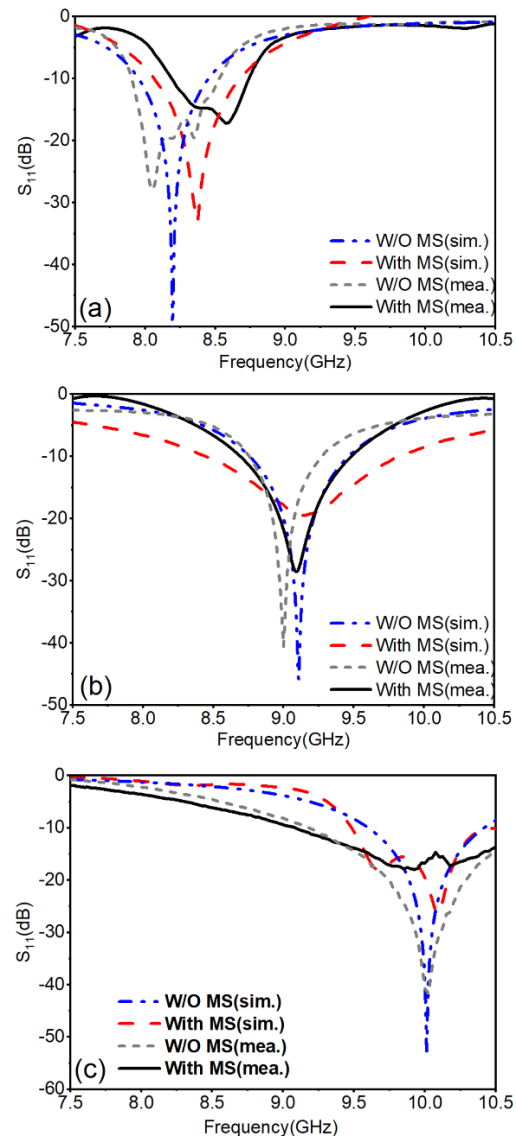 0
-10
-20
-30
-40
-50
S11(dB)
W/O MS(sim.)
With MS(sim.)
W/O MS(mea.)
With MS(mea.)
(a)
7.5 8.0 8.5 9.0 9.5 10.0 10.5
Frequency(GHz)
0
-10
-20
-30
-40
-50
S11(dB)
W/O MS(sim.)
With MS(sim.)
W/O MS(mea.)
With MS(mea.)
(b)
7.5 8.0 8.5 9.0 9.5 10.0 10.5
Frequency(GHz)
0
-10
-20
-30
-40
-50
-60
S11(dB)
W/O MS(sim.)
With MS(sim.)
W/O MS(mea.)
With MS(mea.)
(c)
7.5 8.0 8.5 9.0 9.5 10.0 10.5
Frequency(GHz)